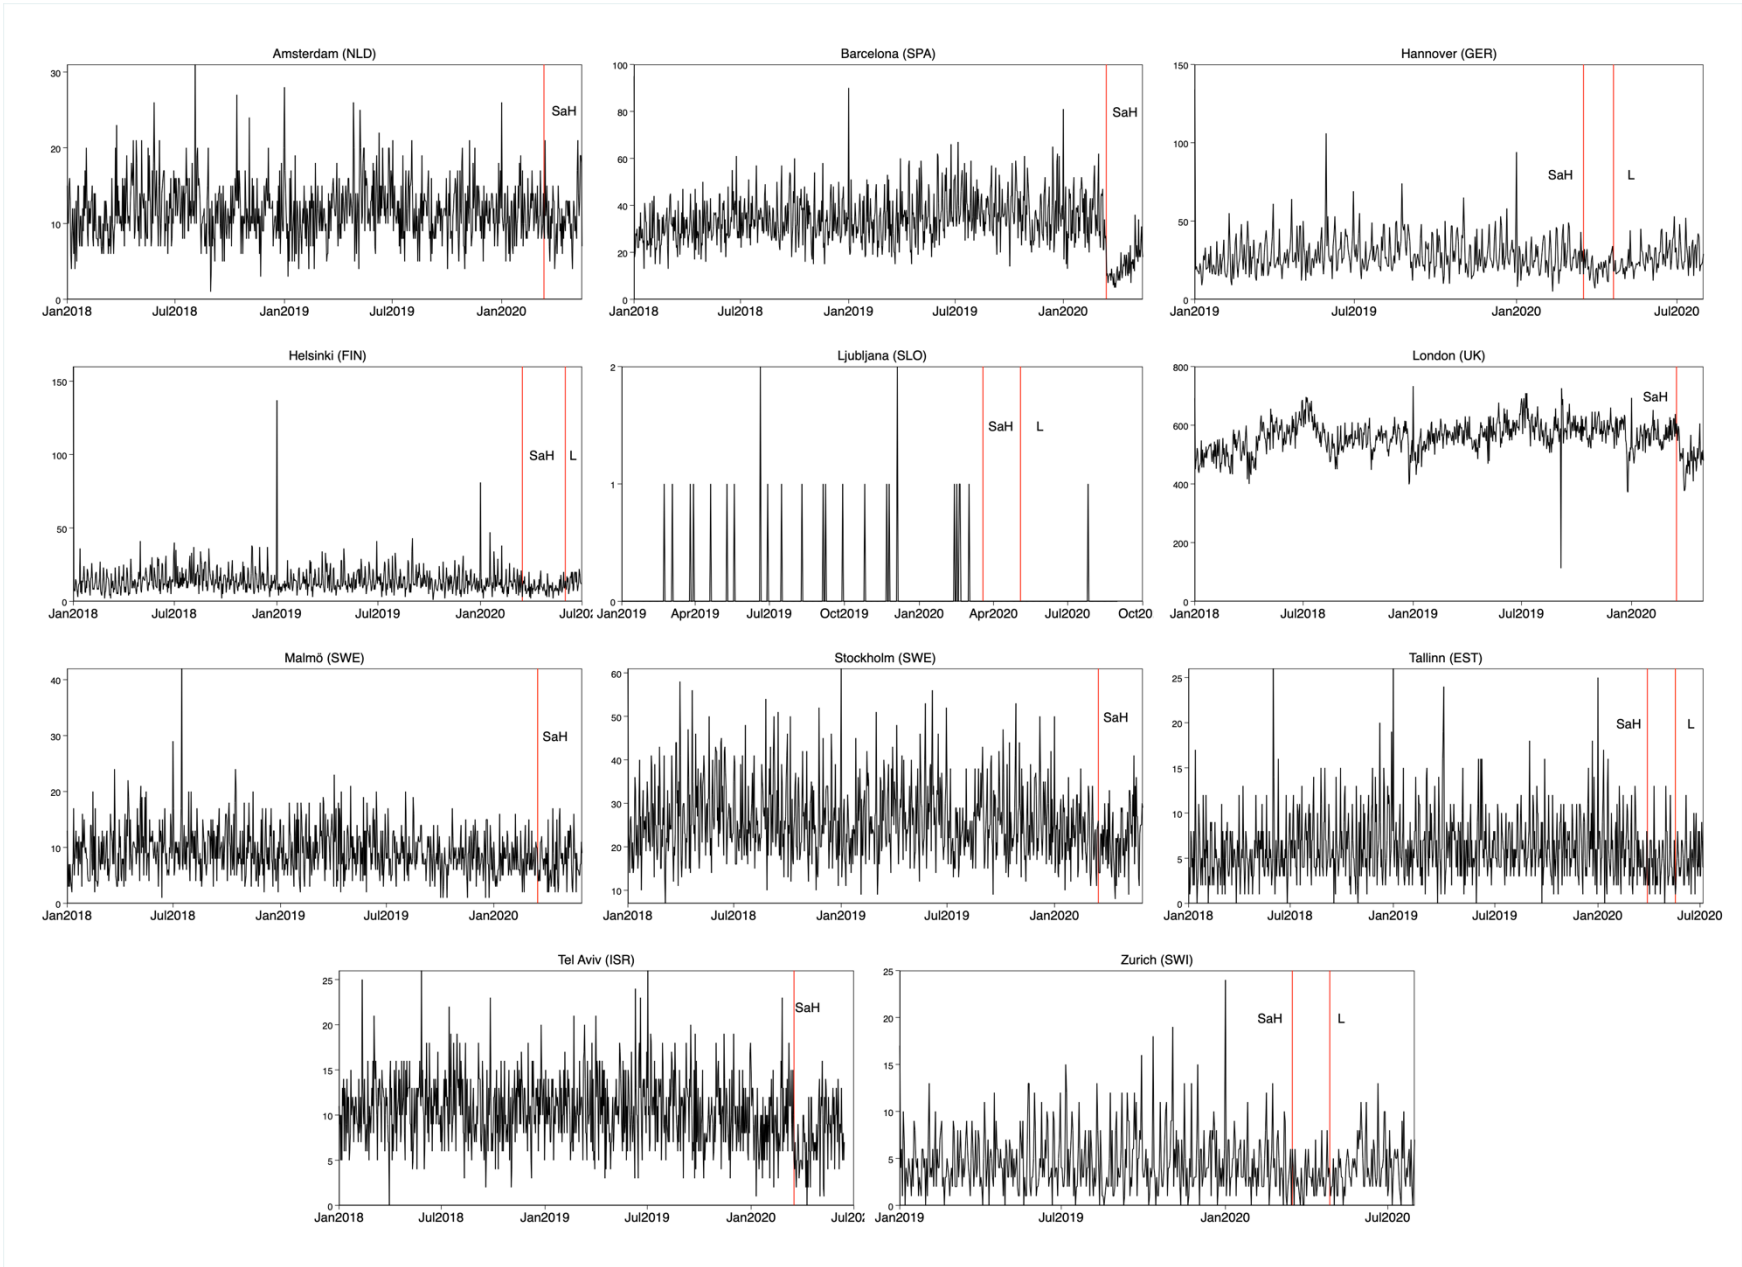 Amsterdam (NLD)
30
20
10
0
SaH
Jan2018 Jul2018 Jan2019 Jul2019 Jan2020
Barcelona (SPA)
100
80
60
40
20
0
SaH
Jan2018 Jul2018 Jan2019 Jul2019 Jan2020
Hannover (GER)
150
100
50
0
SaH L
Jan2019 Jul2019 Jan2020 Jul2020
Helsinki (FIN)
150
100
50
0
SaH L
Jan2018 Jul2018 Jan2019 Jul2019 Jan2020 Jul202
Ljubljana (SLO)
2
1
0
SaH L
Jan2019 Apr2019 Jul2019 Oct2019 Jan2020 Apr2020 Jul2020 Oct20
London (UK)
800
600
400
200
0
SaH
Jan2018 Jul2018 Jan2019 Jul2019 Jan2020
Malmö (SWE)
40
30
20
10
0
SaH
Jan2018 Jul2018 Jan2019 Jul2019 Jan2020
Stockholm (SWE)
60
50
40
30
20
10
SaH
Jan2018 Jul2018 Jan2019 Jul2019 Jan2020
Tallinn (EST)
25
20
15
10
5
0
SaH L
Jan2018 Jul2018 Jan2019 Jul2019 Jan2020 Jul2020
Tel Aviv (ISR)
25
20
15
10
5
0
SaH
Jan2018 Jul2018 Jan2019 Jul2019 Jan2020 Jul202
Zurich (SWI)
25
20
15
10
5
0
SaH L
Jan2019 Jul2019 Jan2020 Jul2020